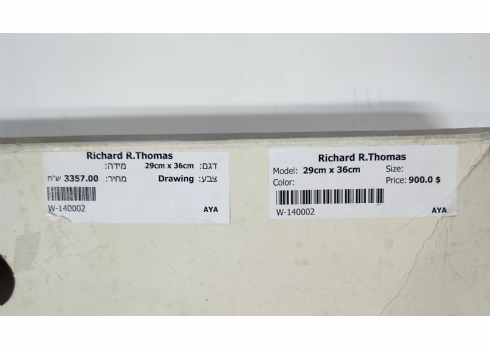 Richard R.Thomas
דגם: 29cm x 36cm מידה:
צבע: Drawing מחיר: 3357.00 ש"ח
W-140002
AYA
Richard R.Thomas
Model: 29cm x 36cm Size:
Color: Price: 900.0 $
W-140002
AYA